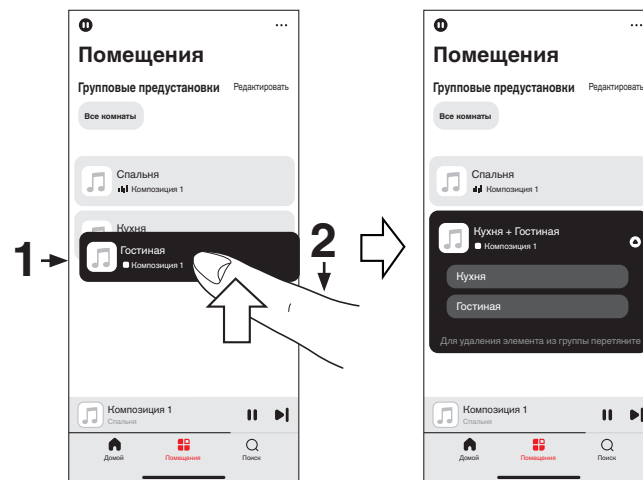 Помещения
Групповые предустановки Редактировать
Все комнаты
Спальня
Композиция 1
Кухня
Гостиная
Композиция 1
1
2
Композиция 1
Спальня
Домой Помещения Поиск
Помещения
Групповые предустановки Редактировать
Все комнаты
Спальня
Композиция 1
Кухня + Гостиная
Композиция 1
Кухня
Гостиная
Для удаления элемента из группы перетяните
Композиция 1
Спальня
Домой Помещения Поиск